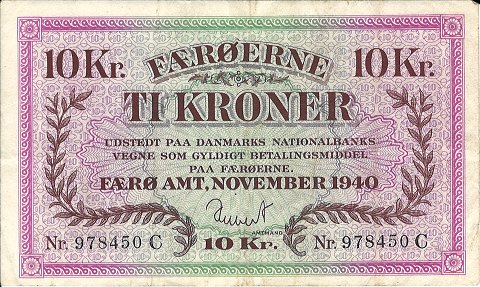 10 Kr. FÆRØERNE 10 Kr.
TI KRONER
UDSTEDT PAA DANMARKS NATIONALBANKS
VEGNE SOM GYLDIGT BETALINGSMIDDEL
PAA FÆRØERNE.
FÆRØ AMT, NOVEMBER 1940
AMTMAND
Nr. 978450 C 10 Kr. Nr. 978450 C